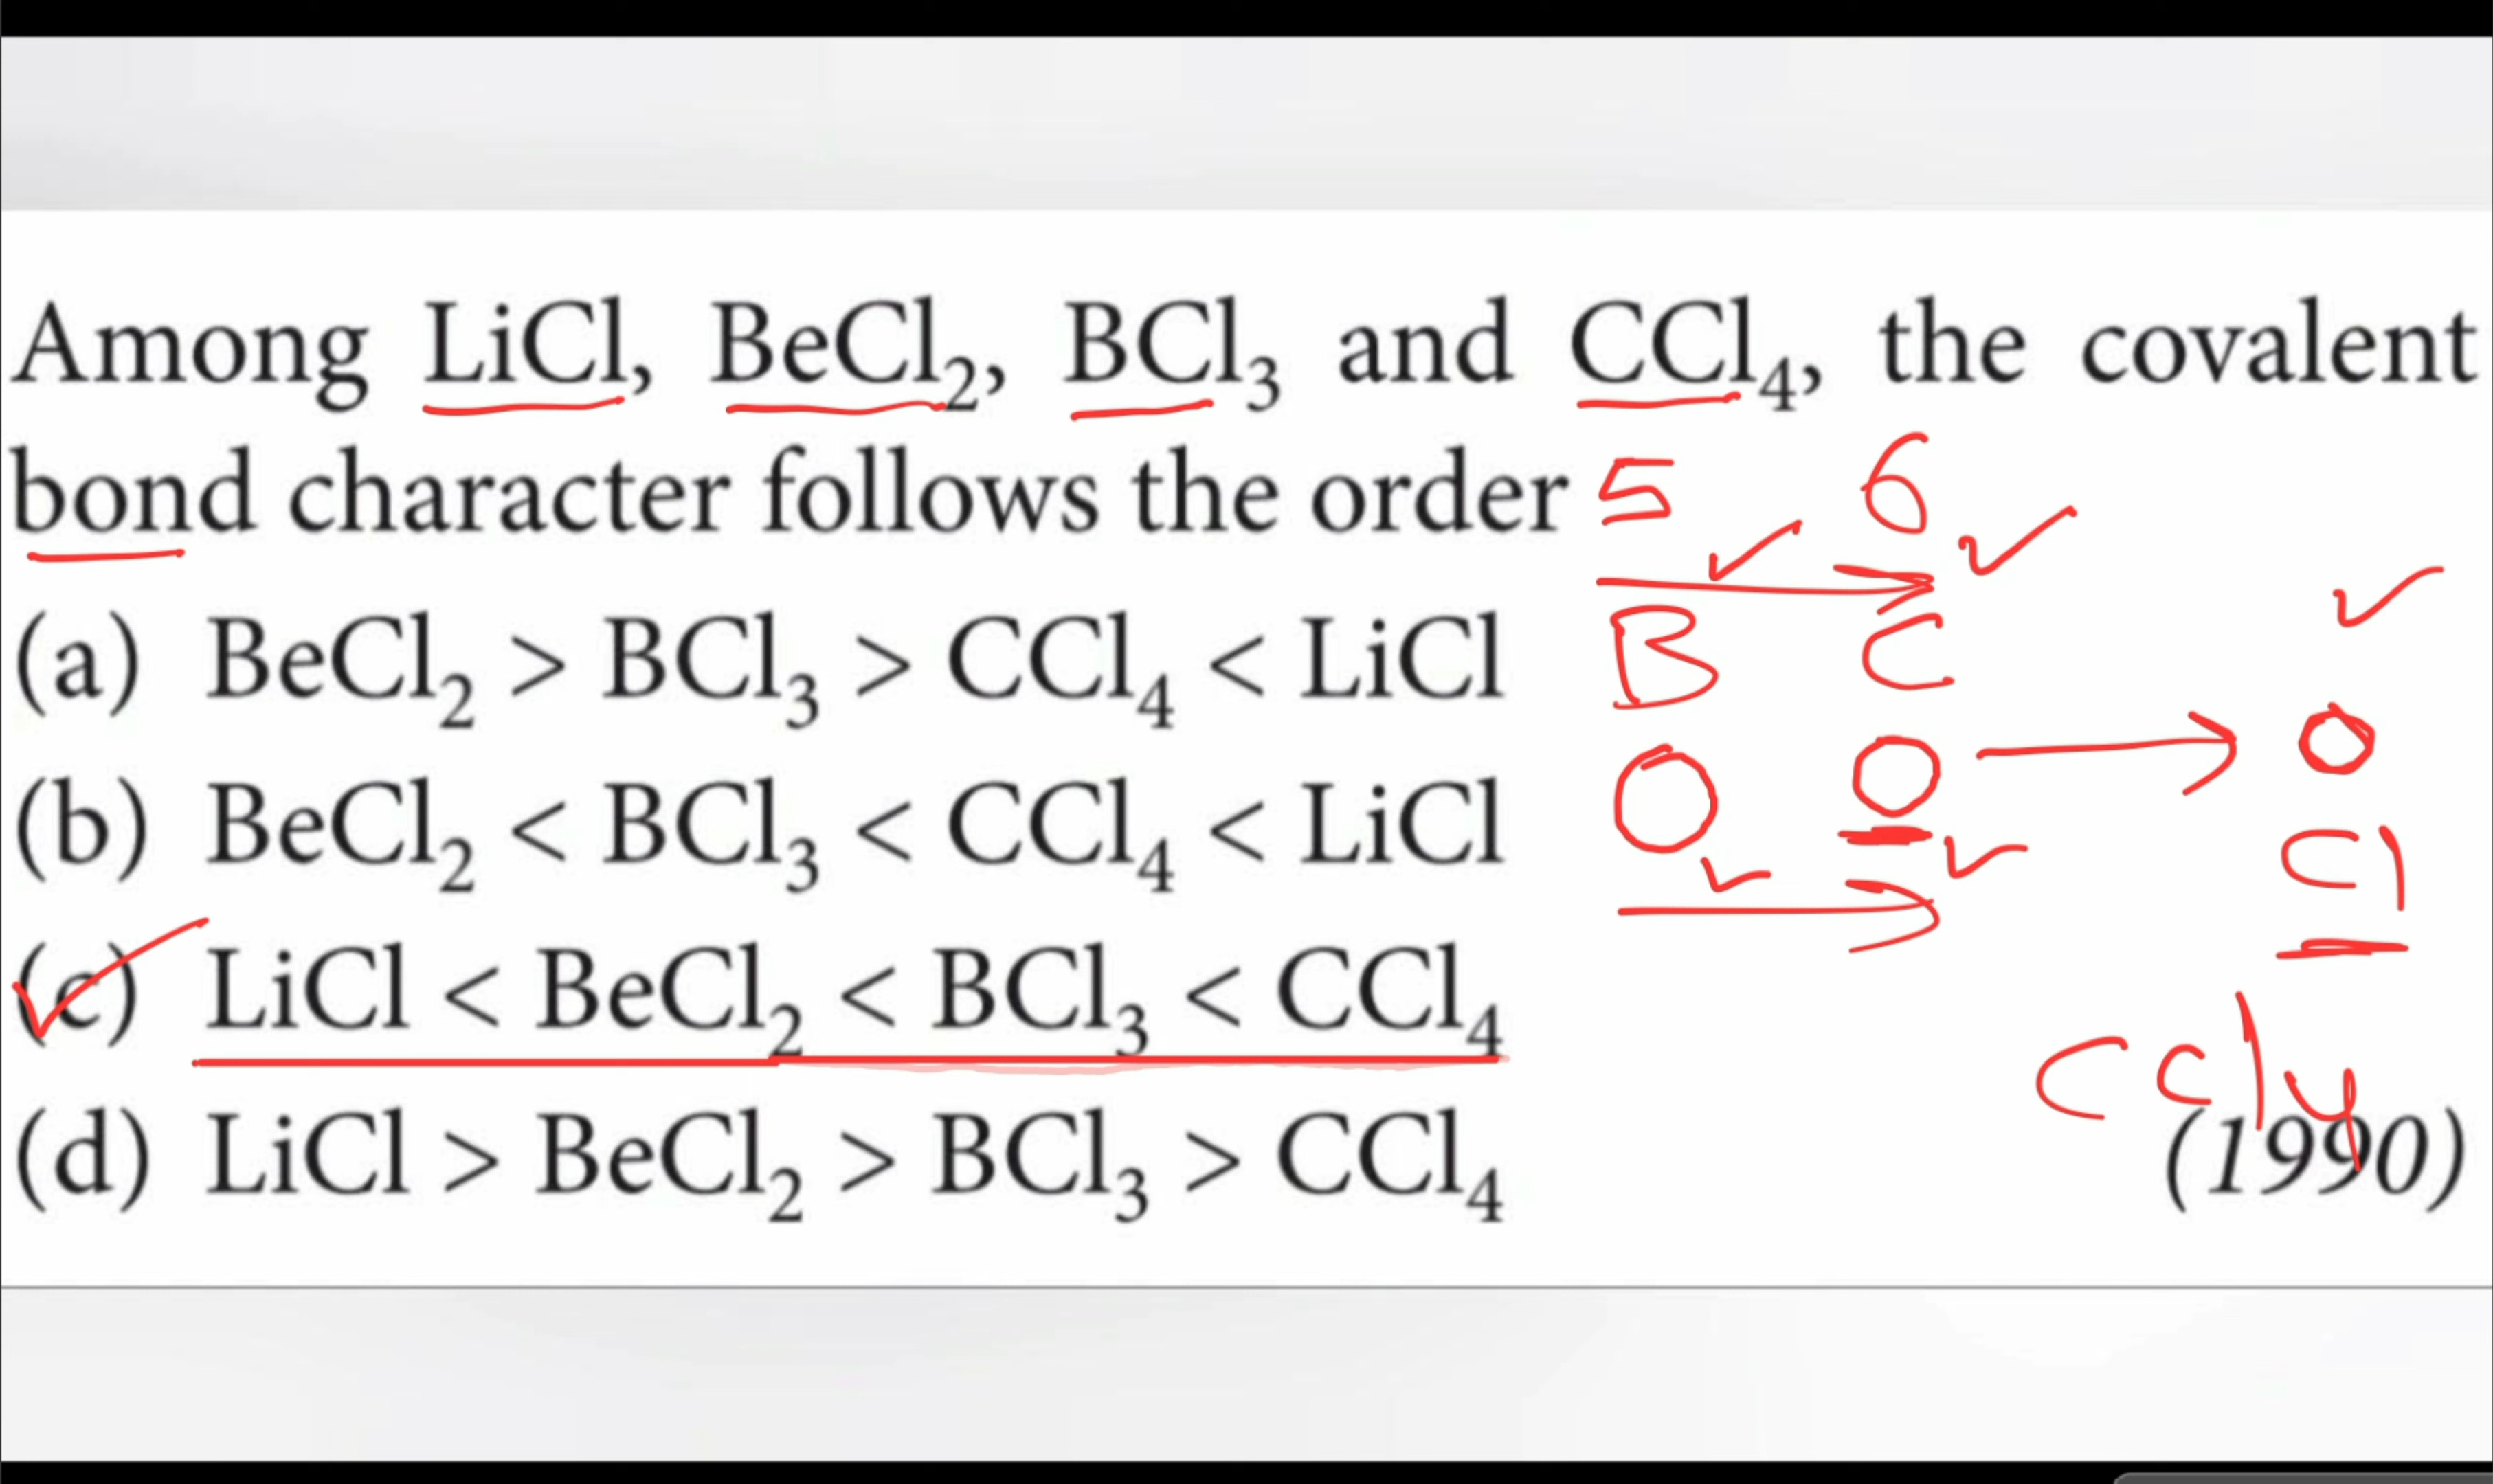 Among LiCl, BeCl₂, BCl₃ and CCl₄, the covalent
bond character follows the order
5 6
B C
(a) BeCl₂ > BCl₃ > CCl₄ < LiCl
(b) BeCl₂ < BCl₃ < CCl₄ < LiCl
Cl
(c) LiCl < BeCl₂ < BCl₃ < CCl₄
CCl4
(d) LiCl > BeCl₂ > BCl₃ > CCl₄
(1990)